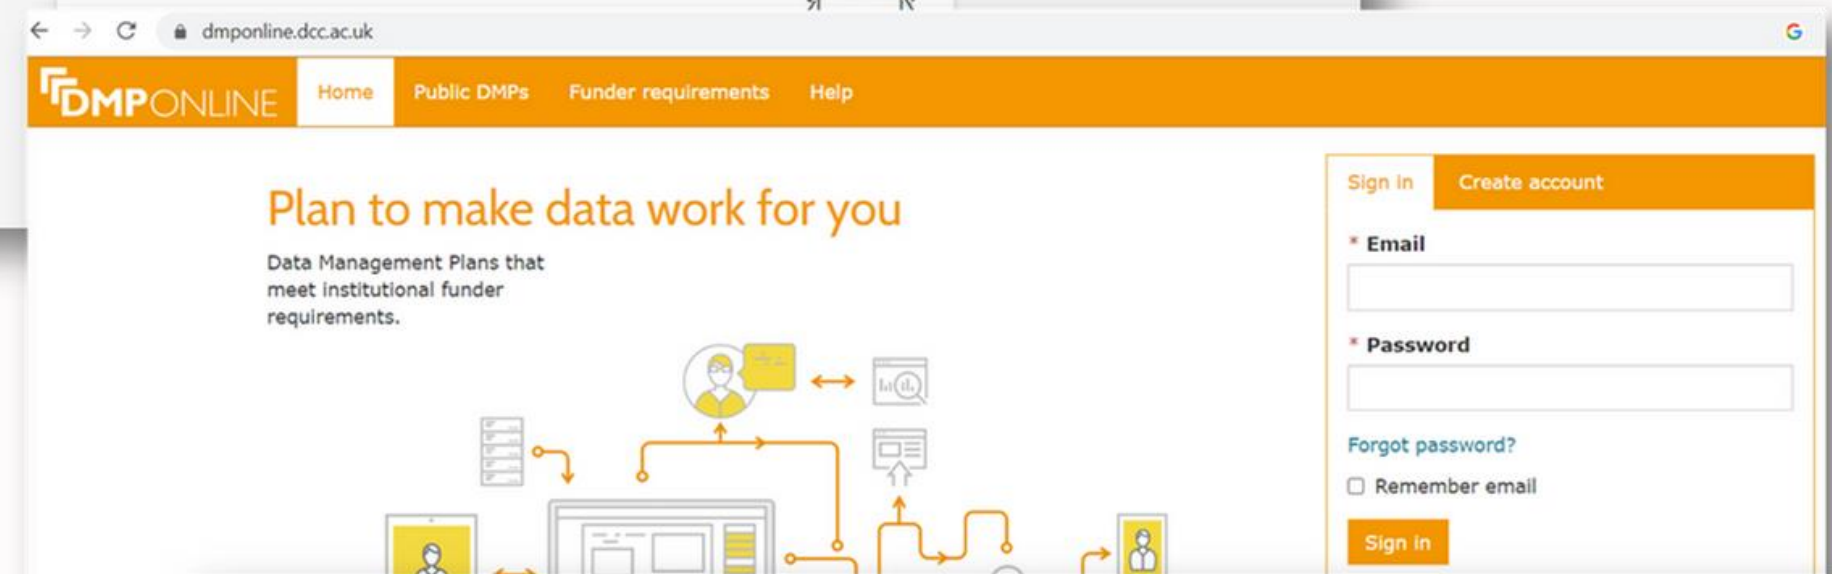 dmponline.dcc.ac.uk
DMPONLINE
Home
Public DMPs
Funder requirements
Help
Plan to make data work for you
Data Management Plans that
meet institutional funder
requirements.
Sign in
Create account
* Email
* Password
Forgot password?
Remember email
Sign in